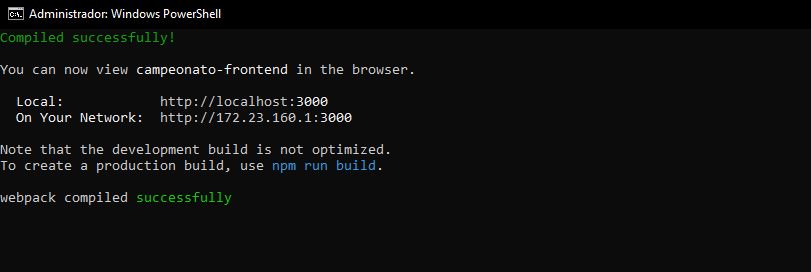 Administrador: Windows PowerShell
Compiled successfully!
You can now view campeonato-frontend in the browser.
Local: http://localhost:3000
On Your Network: http://172.23.160.1:3000
Note that the development build is not optimized.
To create a production build, use npm run build.
webpack compiled successfully